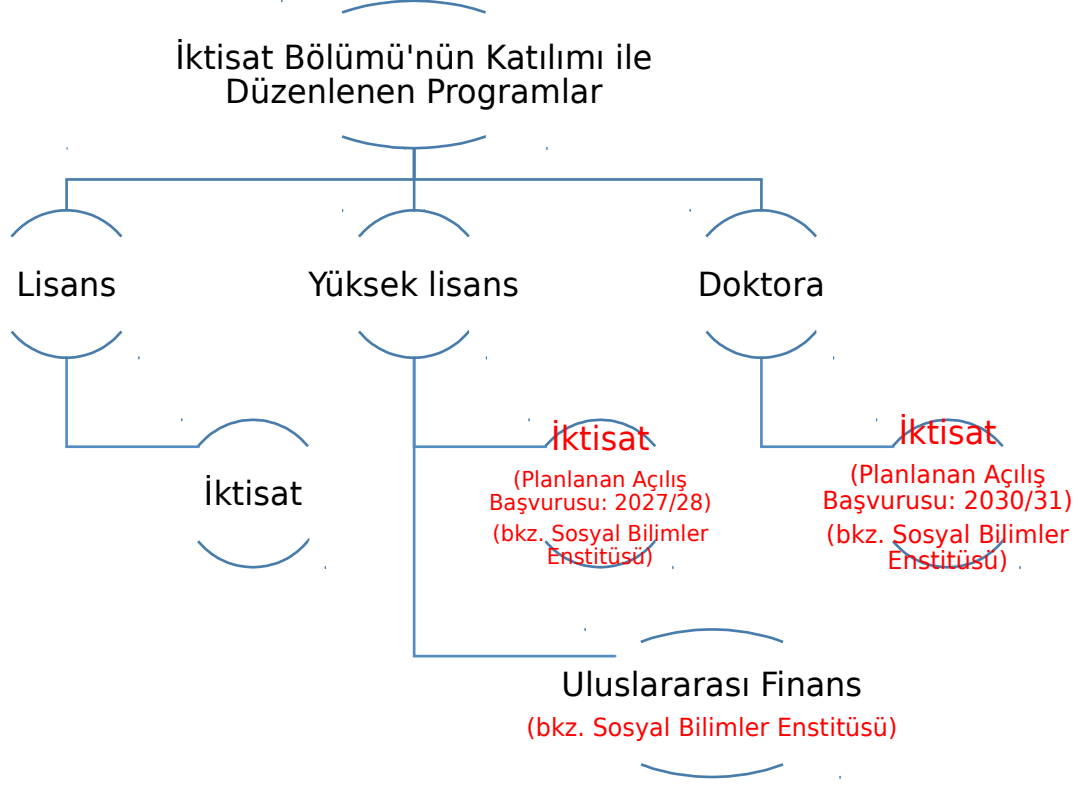 İktisat Bölümü'nün Katılımı ile
Düzenlenen Programlar
Lisans
Yüksek lisans
Doktora
İktisat
İktisat
(Planlanan Açılış
Başvurusu: 2027/28)
(bkz. Sosyal Bilimler
Enstitüsü)
İktisat
(Planlanan Açılış
Başvurusu: 2030/31)
(bkz. Sosyal Bilimler
Enstitüsü)
Uluslararası Finans
(bkz. Sosyal Bilimler Enstitüsü)